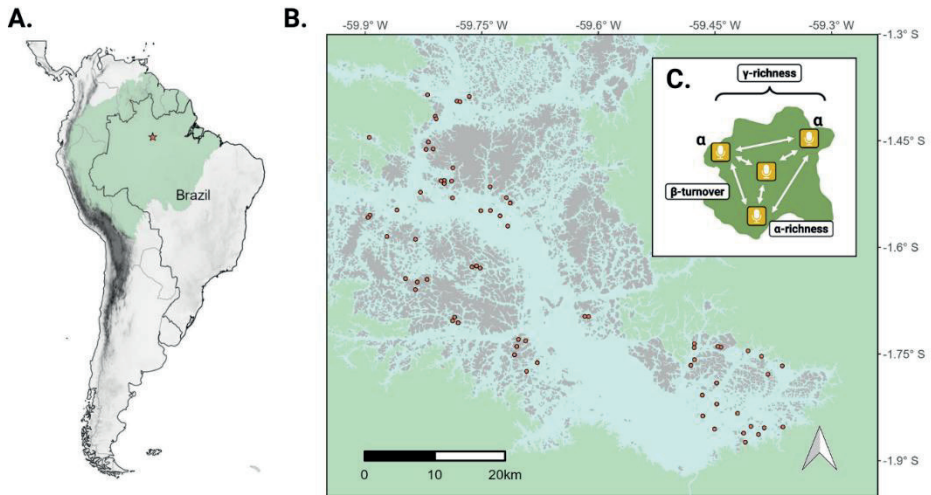 A.
Brazil
B.
-59.9° W
-59.75° W
-59.6° W
-59.45° W
-59.3° W
-1.3° S
-1.45° S
-1.6° S
-1.75° S
-1.9° S
C.
γ-richness
α
α
β-turnover
α-richness
0
10
20km